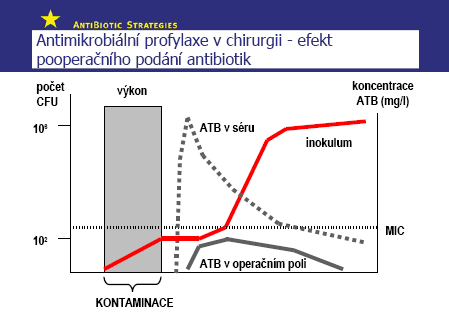 AntiBiotic Strategies
Antimikrobiální profylaxe v chirurgii - efekt
pooperačního podání antibiotik
počet
CFU
výkon
koncentrace
ATB (mg/l)
10⁸
ATB v séru
inokulum
MIC
10²
ATB v operačním poli
KONTAMINACE